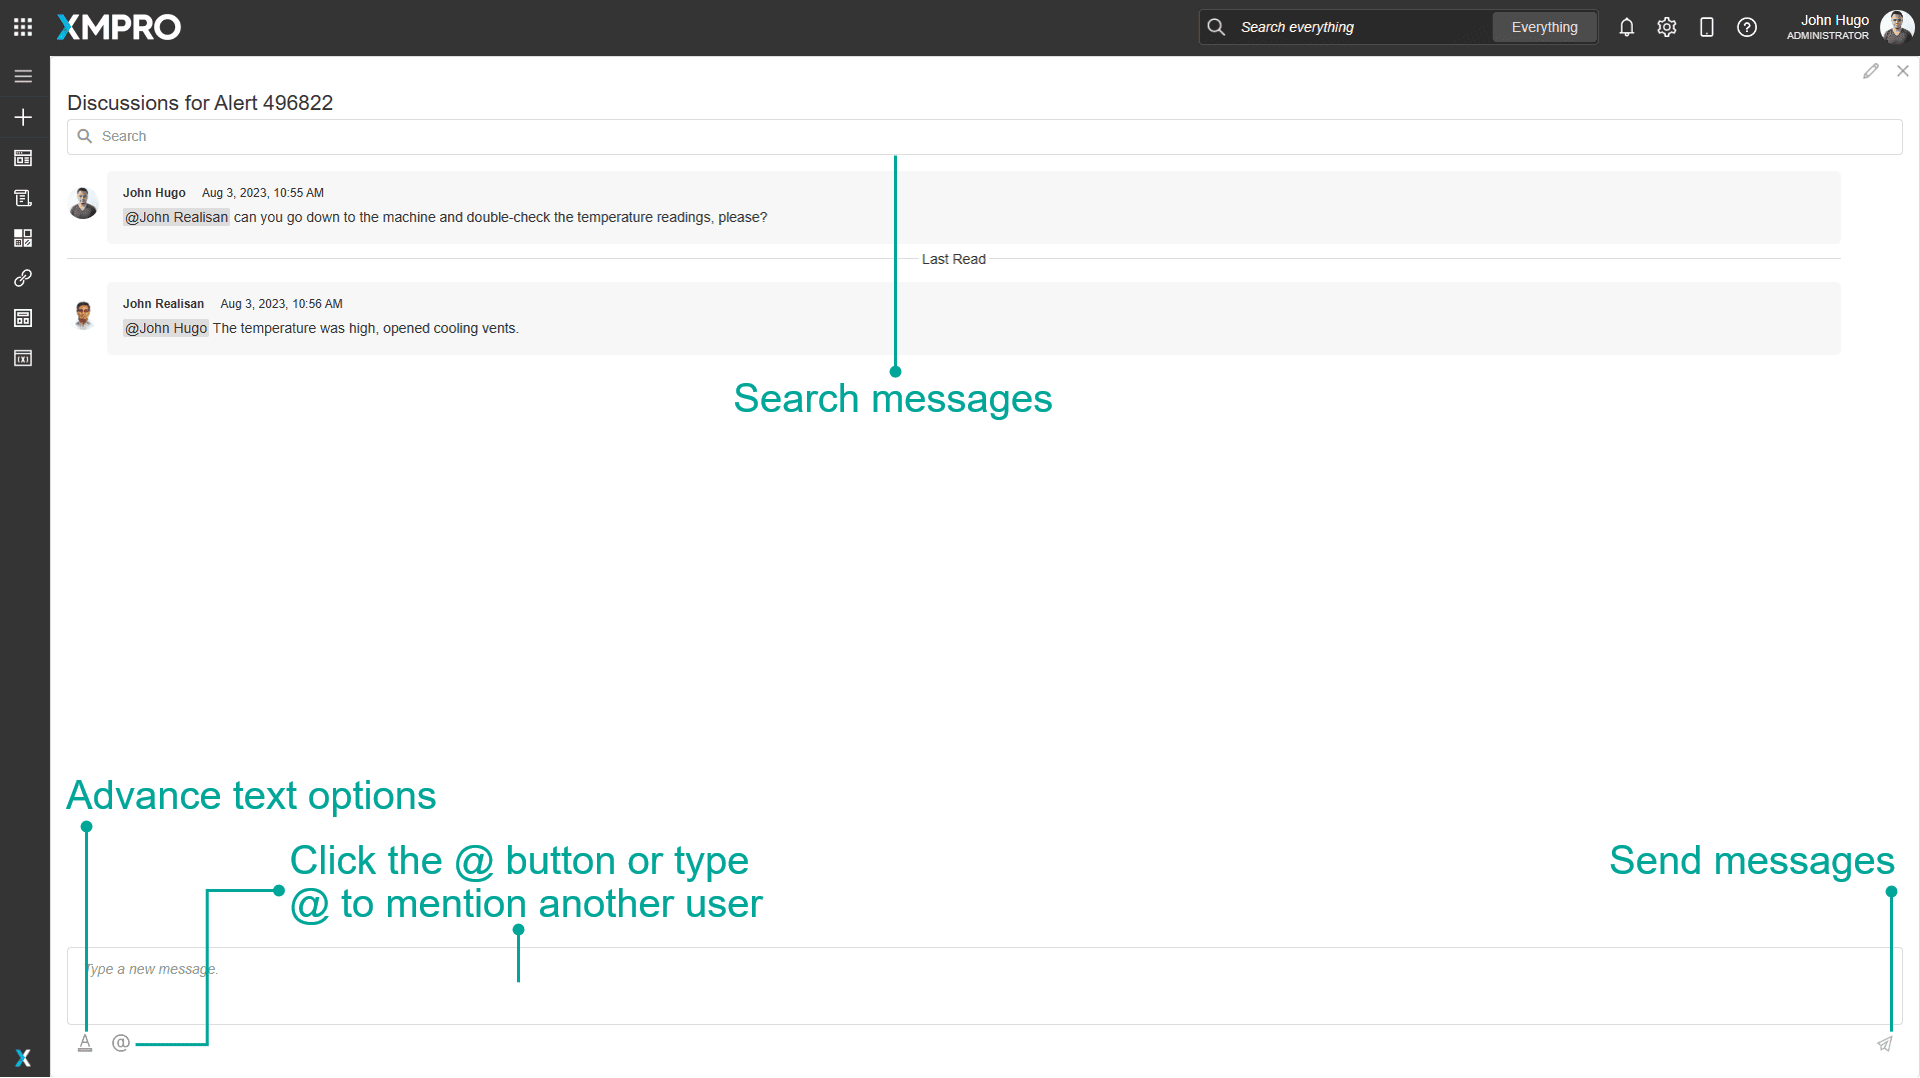 XMPRO
Search everything
Everything
John Hugo
ADMINISTRATOR
Discussions for Alert 496822
Search
John Hugo Aug 3, 2023, 10:55 AM
@John Realisan can you go down to the machine and double-check the temperature readings, please?
Last Read
John Realisan Aug 3, 2023, 10:56 AM
@John Hugo The temperature was high, opened cooling vents.
Search messages
Advance text options
Click the @ button or type
@ to mention another user
Send messages
Type a new message.
A
@